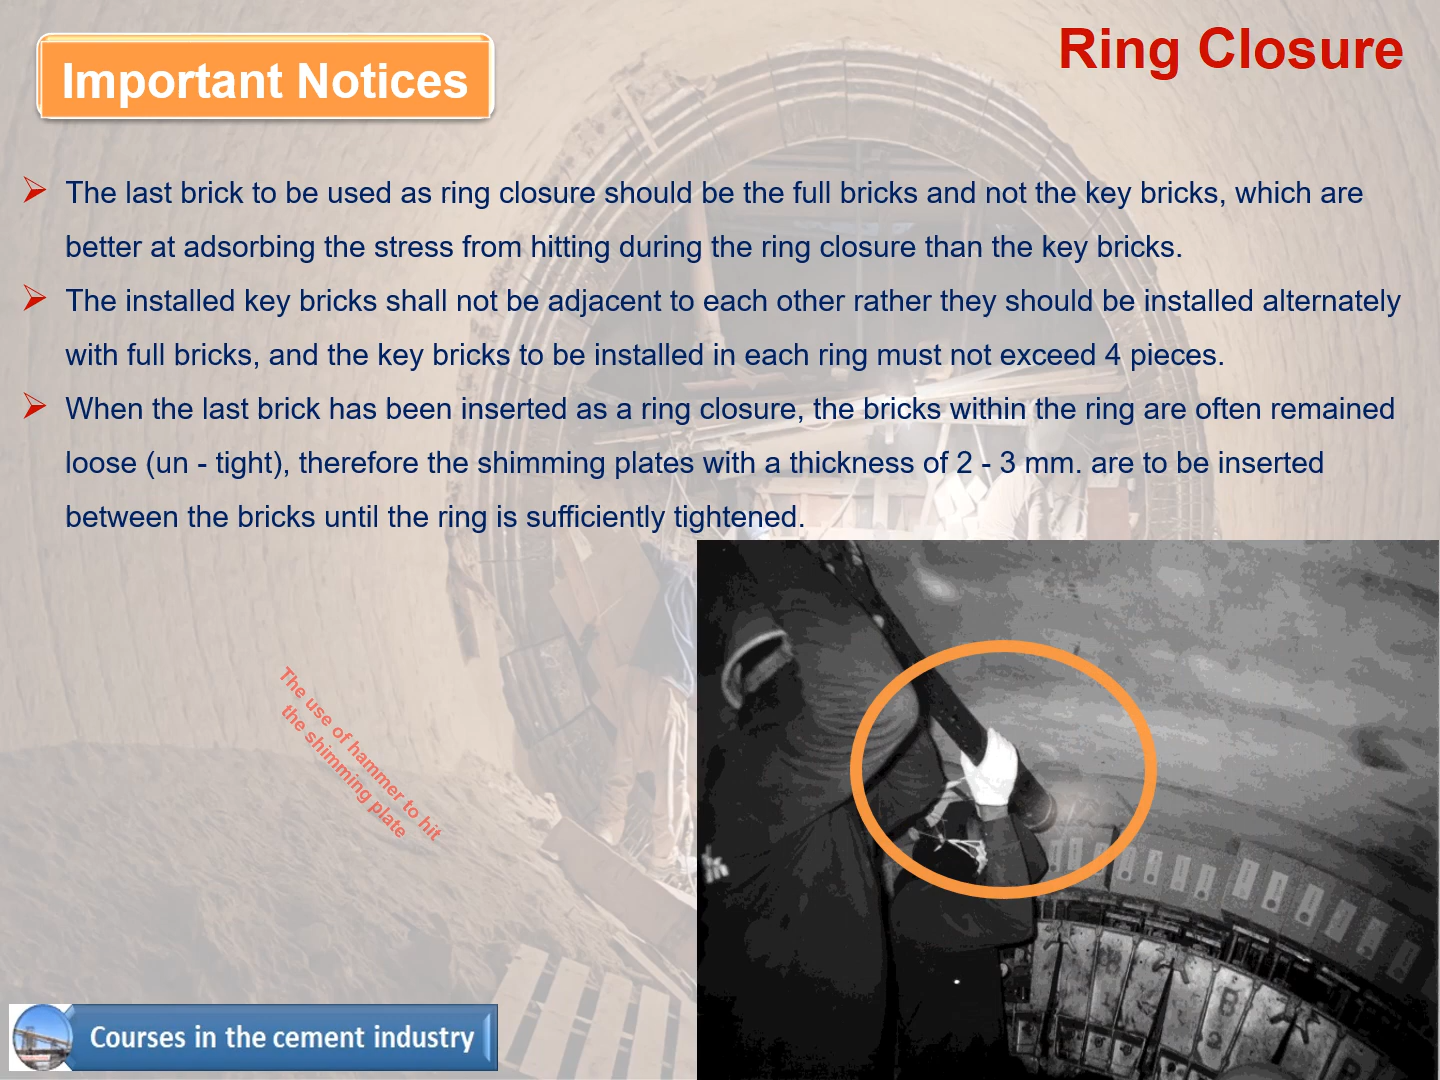 Ring Closure
Important Notices
The last brick to be used as ring closure should be the full bricks and not the key bricks, which are
better at adsorbing the stress from hitting during the ring closure than the key bricks.
The installed key bricks shall not be adjacent to each other rather they should be installed alternately
with full bricks, and the key bricks to be installed in each ring must not exceed 4 pieces.
When the last brick has been inserted as a ring closure, the bricks within the ring are often remained
loose (un - tight), therefore the shimming plates with a thickness of 2 - 3 mm. are to be inserted
between the bricks until the ring is sufficiently tightened.
The use of hammer to hit
the shimming plate
B
B
Courses in the cement industry